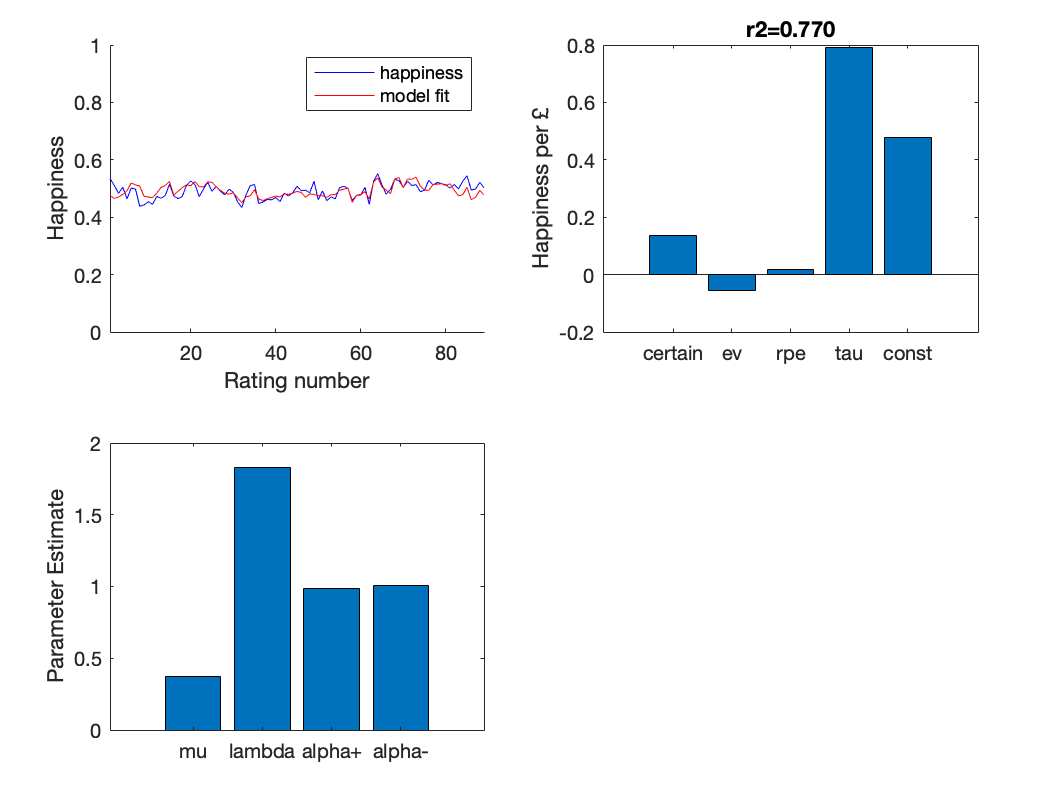 happiness
model fit
1
0.8
0.6
0.4
0.2
0
20 40 60 80
Happiness
Rating number
r2=0.770
0.8
0.6
0.4
0.2
0
-0.2
certain ev rpe tau const
Happiness per £
2
1.5
1
0.5
0
mu lambda alpha+ alpha-
Parameter Estimate